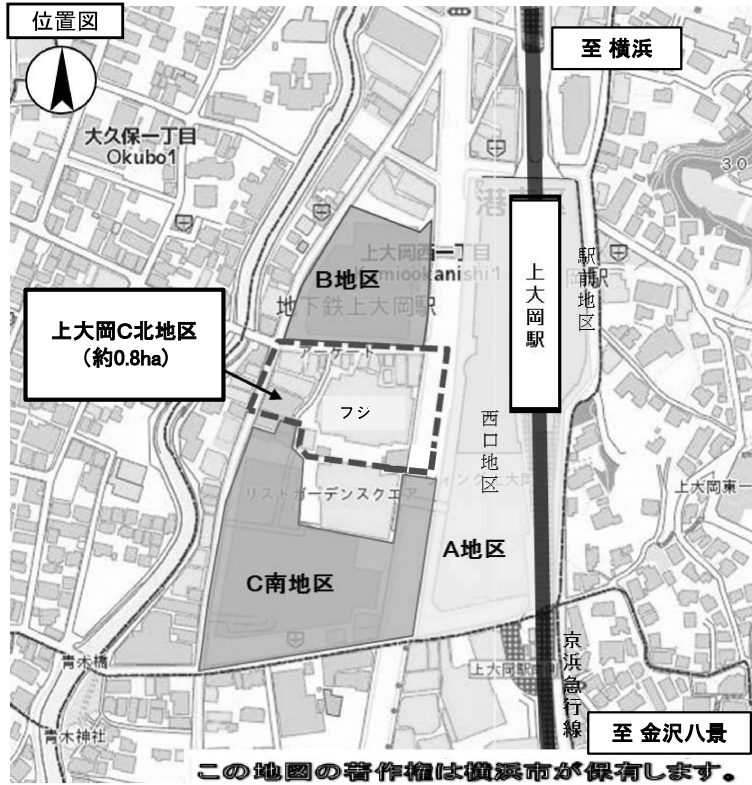 位置図
至 横浜
大久保一丁目
Okubo1
30
上大岡西一丁目
miookanishi1
B地区
地下鉄上大岡駅
上大岡駅
駅前地区
上大岡C北地区
（約0.8ha）
アーケード
フジ
西口地区
リストガーデンスクエア
上大岡東一
A地区
C南地区
青木橋
京浜急行線
青木神社
至 金沢八景
この地図の著作権は横浜市が保有します。